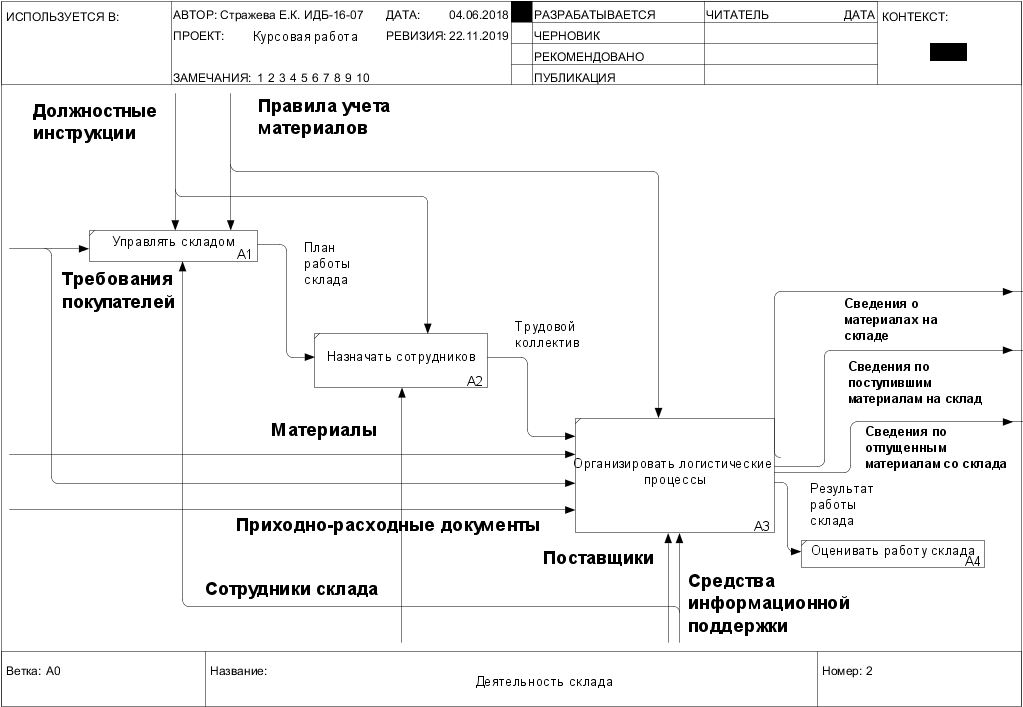 ИСПОЛЬЗУЕТСЯ В:
АВТОР: Стражева Е.К. ИДБ-16-07
ДАТА: 04.06.2018
РАЗРАБАТЫВАЕТСЯ
ЧИТАТЕЛЬ
ДАТА
КОНТЕКСТ:
ПРОЕКТ: Курсовая работа
РЕВИЗИЯ: 22.11.2019
ЧЕРНОВИК
РЕКОМЕНДОВАНО
ЗАМЕЧАНИЯ: 1 2 3 4 5 6 7 8 9 10
ПУБЛИКАЦИЯ
Должностные
инструкции
Правила учета
материалов
Управлять складом
A1
План
работы
склада
Требования
покупателей
Сведения о
материалах на
складе
Трудовой
коллектив
Назначать сотрудников
A2
Сведения по
поступившим
материалам на склад
Материалы
Сведения по
отпущенным
материалам со склада
Организировать логистические
процессы
A3
Результат
работы
склада
Приходно-расходные документы
Оценивать работу склада
A4
Поставщики
Сотрудники склада
Средства
информационной
поддержки
Ветка: A0
Название:
Деятельность склада
Номер: 2